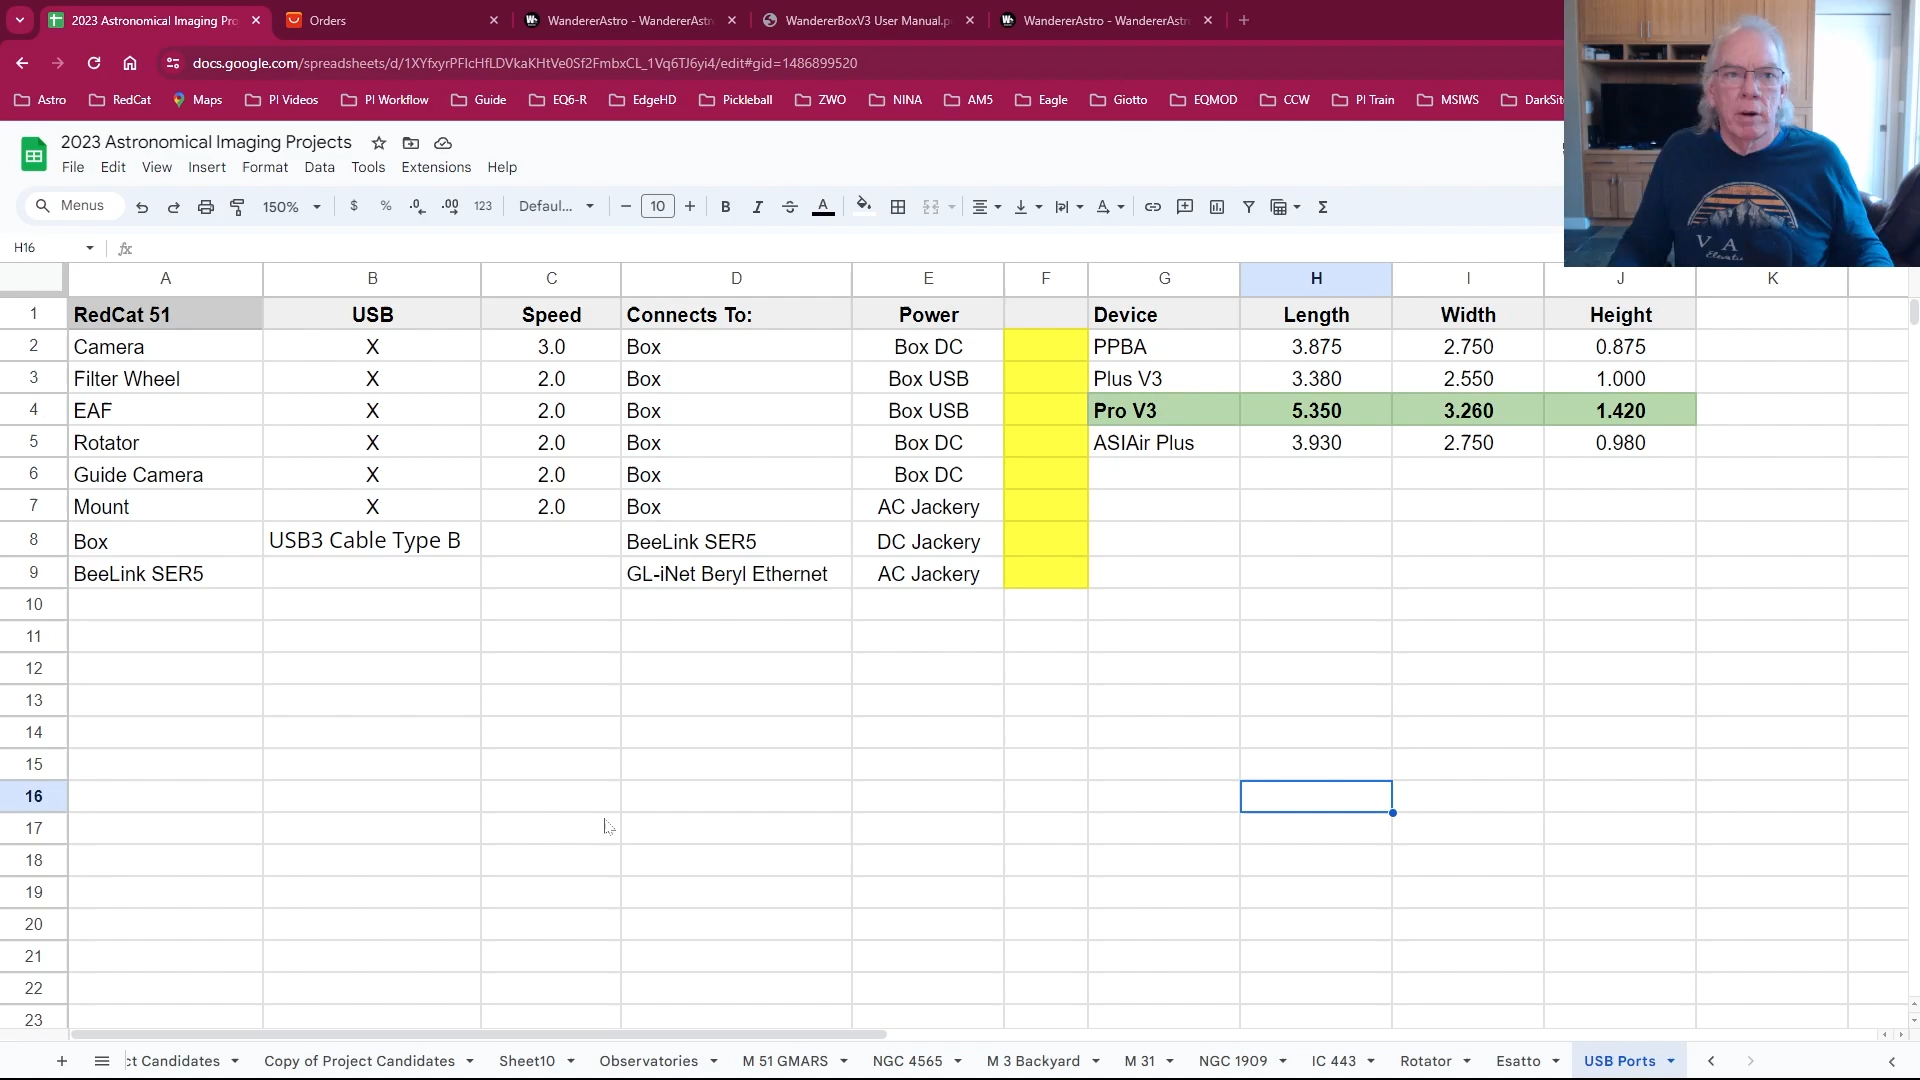 2023 Astronomical Imaging Pro
Orders
WandererAstro - WandererAstr
WandererBoxV3 User Manual.p
WandererAstro - WandererAstr
docs.google.com/spreadsheets/d/1XYfxyrPFIcHfLDVkaKHtVe0Sf2FmbxCL_1Vq6TJ6yi4/edit#gid=1486899520
Astro RedCat Maps PI Videos PI Workflow Guide EQ6-R EdgeHD Pickleball ZWO NINA AM5 Eagle Giotto EQMOD CCW PI Train MSIWS DarkSit
2023 Astronomical Imaging Projects
File Edit View Insert Format Data Tools Extensions Help
Menus 150% $ % .0 .00 123 Defaul... 10 B I A
H16 fx
A B C D E F G H I J K
1 RedCat 51 USB Speed Connects To: Power Device Length Width Height
2 Camera X 3.0 Box Box DC PPBA 3.875 2.750 0.875
3 Filter Wheel X 2.0 Box Box USB Plus V3 3.380 2.550 1.000
4 EAF X 2.0 Box Box USB Pro V3 5.350 3.260 1.420
5 Rotator X 2.0 Box Box DC ASIAir Plus 3.930 2.750 0.980
6 Guide Camera X 2.0 Box Box DC
7 Mount X 2.0 Box AC Jackery
8 Box USB3 Cable Type B BeeLink SER5 DC Jackery
9 BeeLink SER5 GL-iNet Beryl Ethernet AC Jackery
10
11
12
13
14
15
16
17
18
19
20
21
22
23
V A
ct Candidates Copy of Project Candidates Sheet10 Observatories M 51 GMARS NGC 4565 M 3 Backyard M 31 NGC 1909 IC 443 Rotator Esatto USB Ports